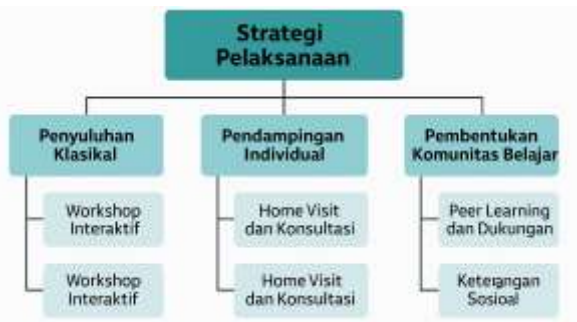 Strategi
Pelaksanaan
Penyuluhan
Klasikal
Workshop
Interaktif
Workshop
Interaktif
Pendampingan
Individual
Home Visit
dan Konsultasi
Home Visit
dan Konsultasi
Pembentukan
Komunitas Belajar
Peer Learning
dan Dukungan
Keterangan
Sosioal